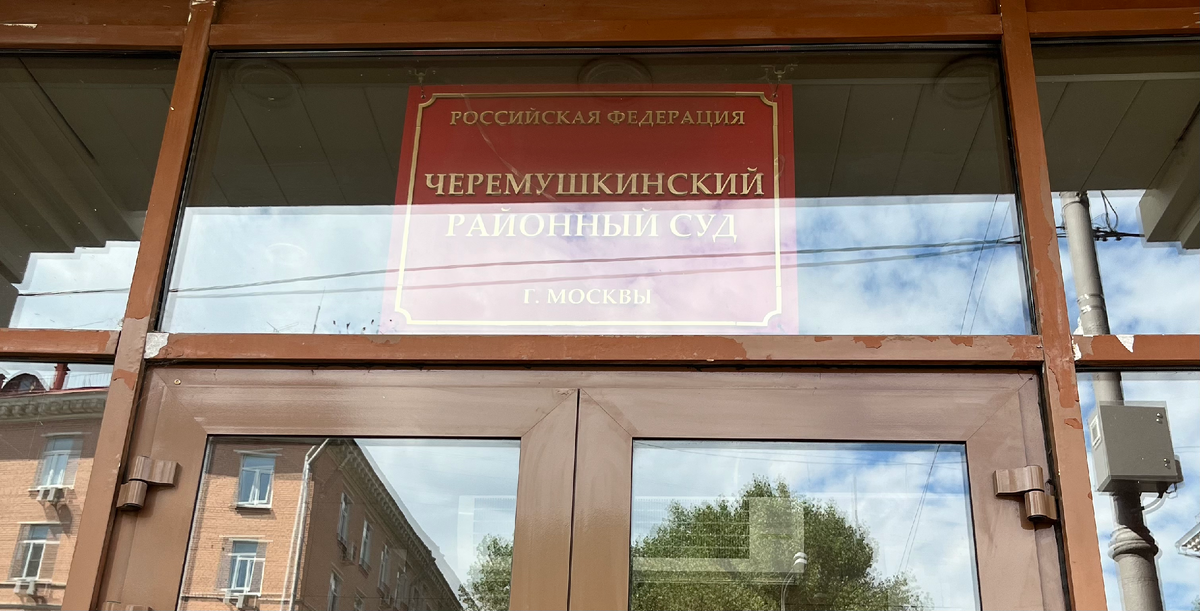 РОССИЙСКАЯ ФЕДЕРАЦИЯ
ЧЕРЕМУШКИНСКИЙ
РАЙОННЫЙ СУД
Г. МОСКВЫ